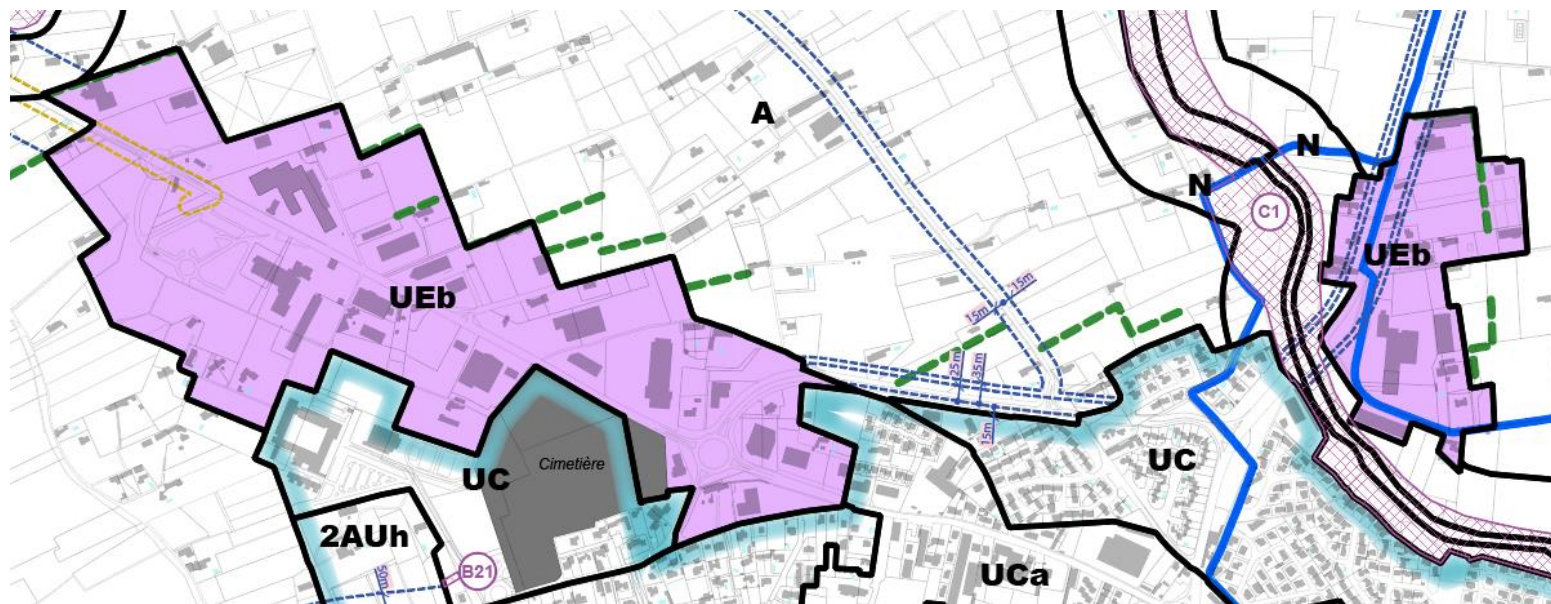 A
N
N
C1
UEb
UEb
15m
15m
25m
35m
15m
Cimetière
UC
UC
2AUh
B21
50m
UCa